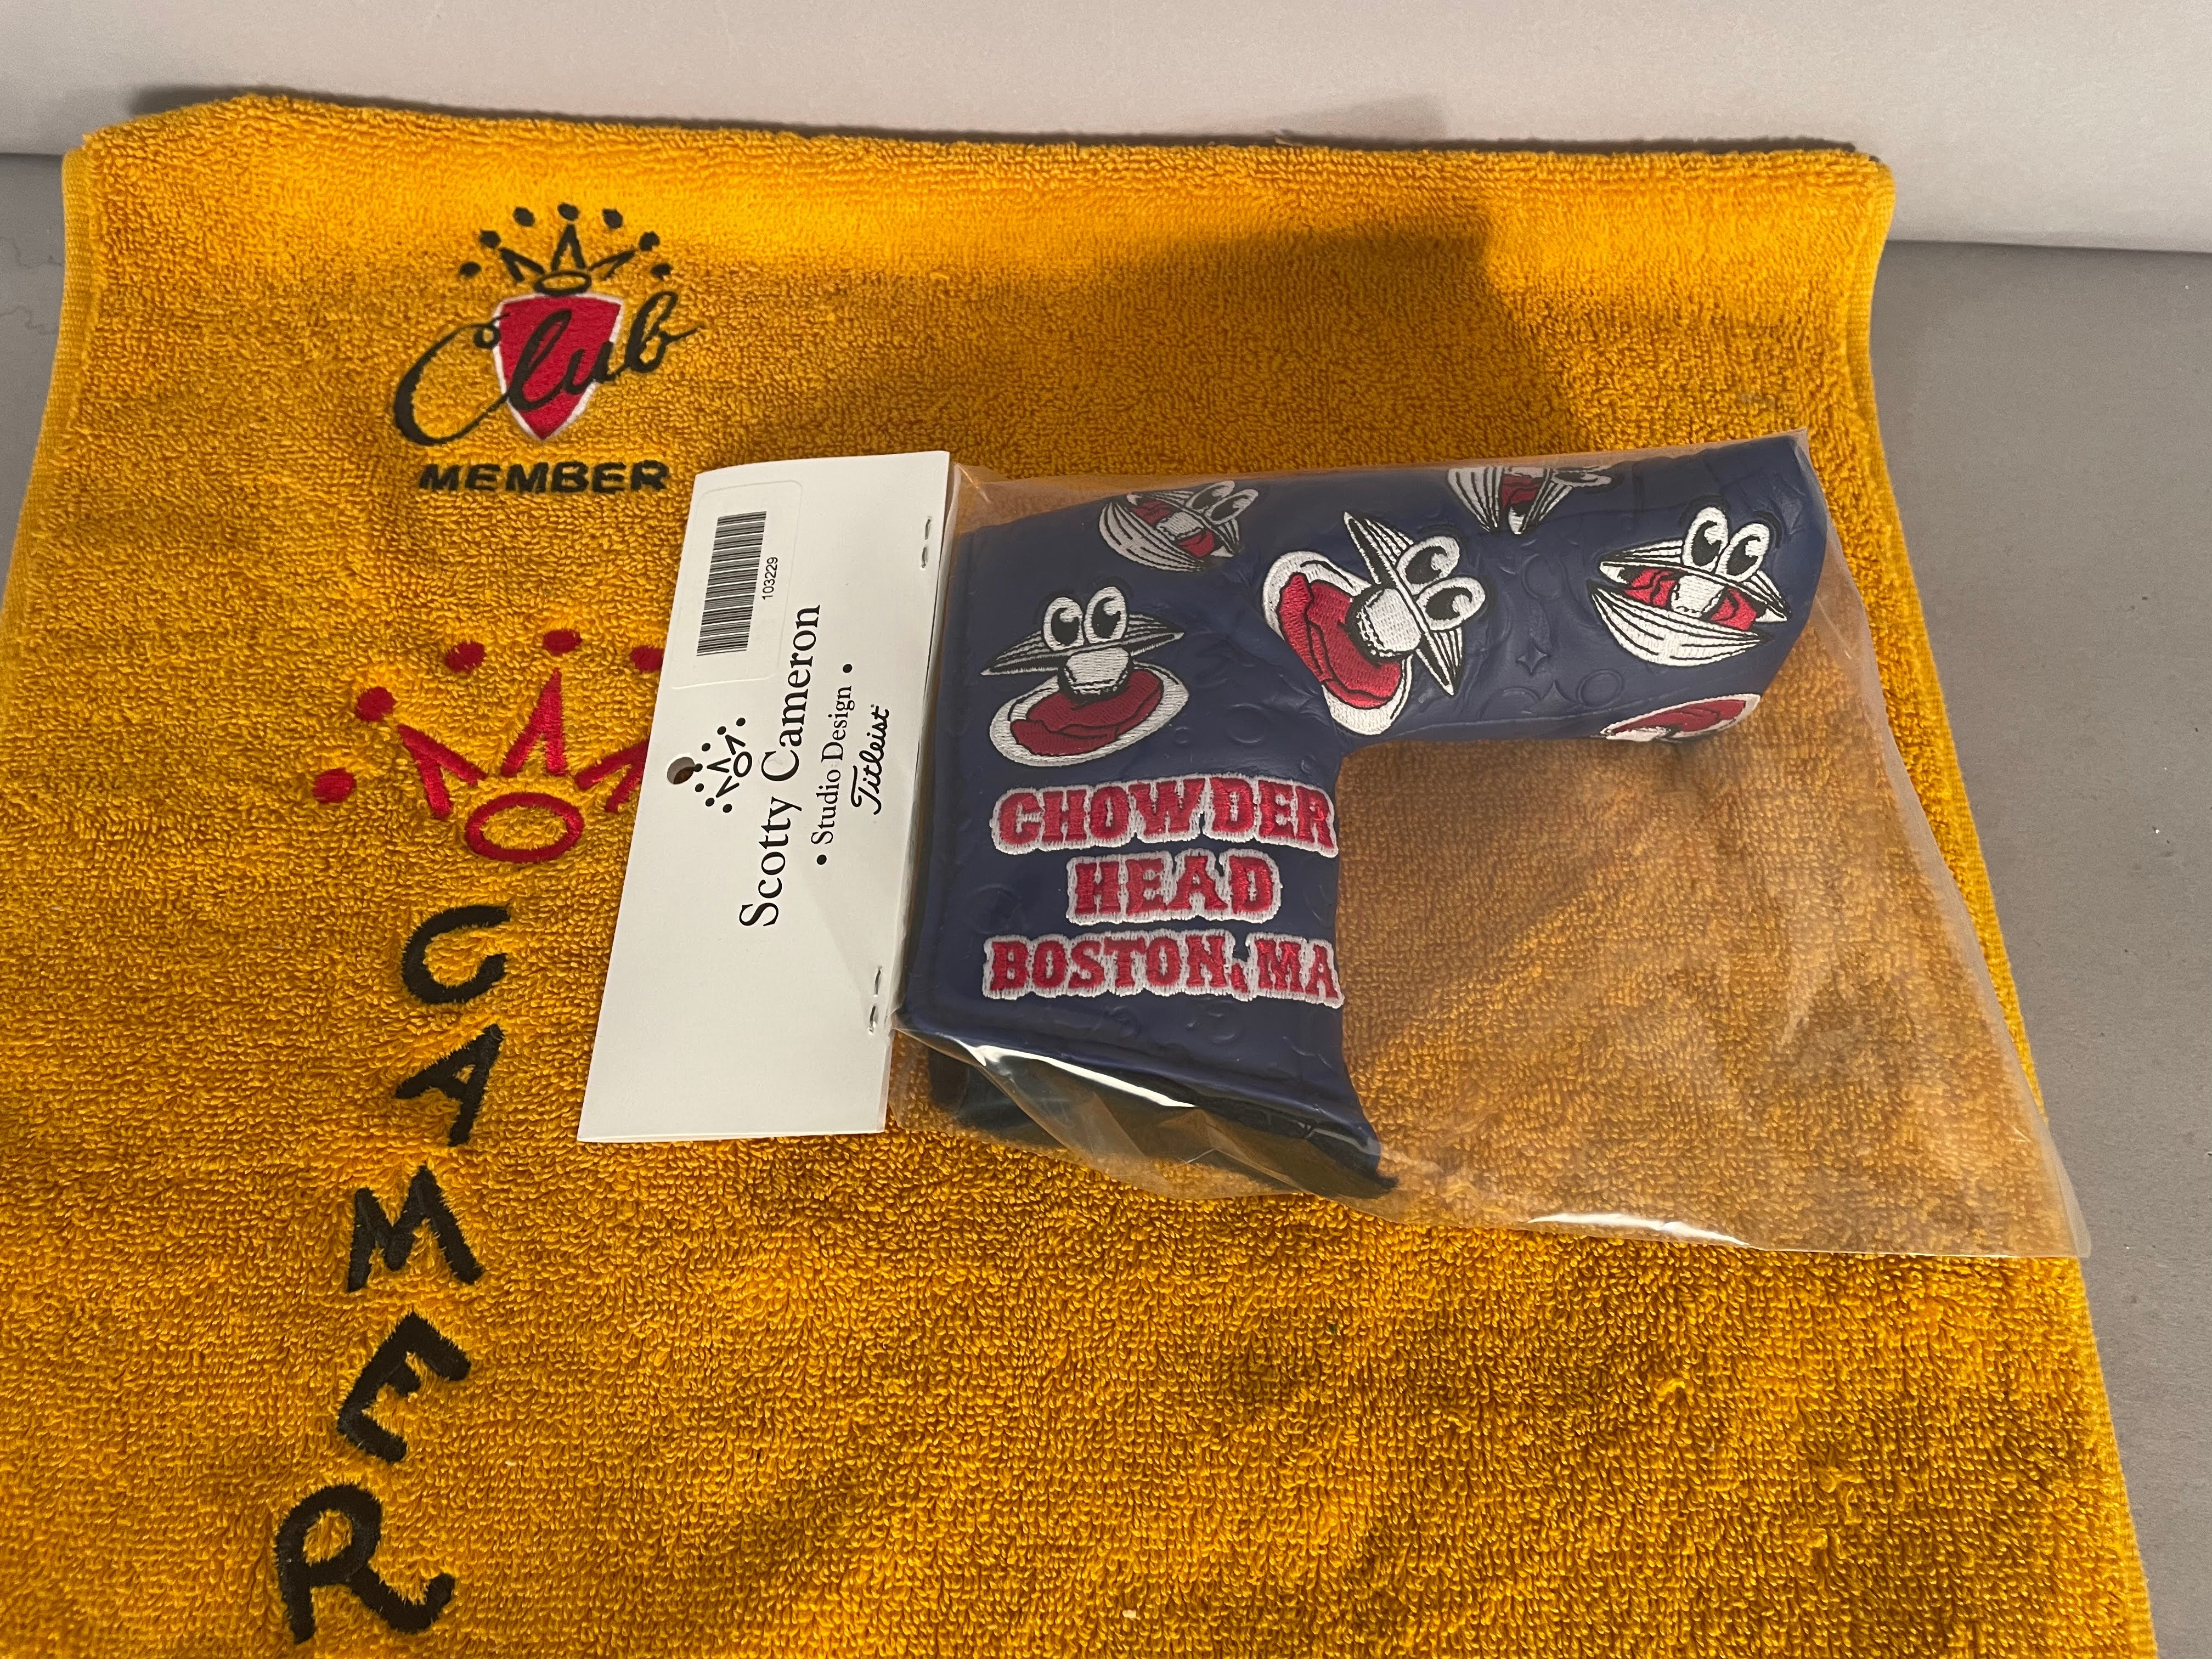 Club
MEMBER
CAMER
103229
Scotty Cameron
• Studio Design •
Titleist
CHOWDER
HEAD
BOSTON, MA